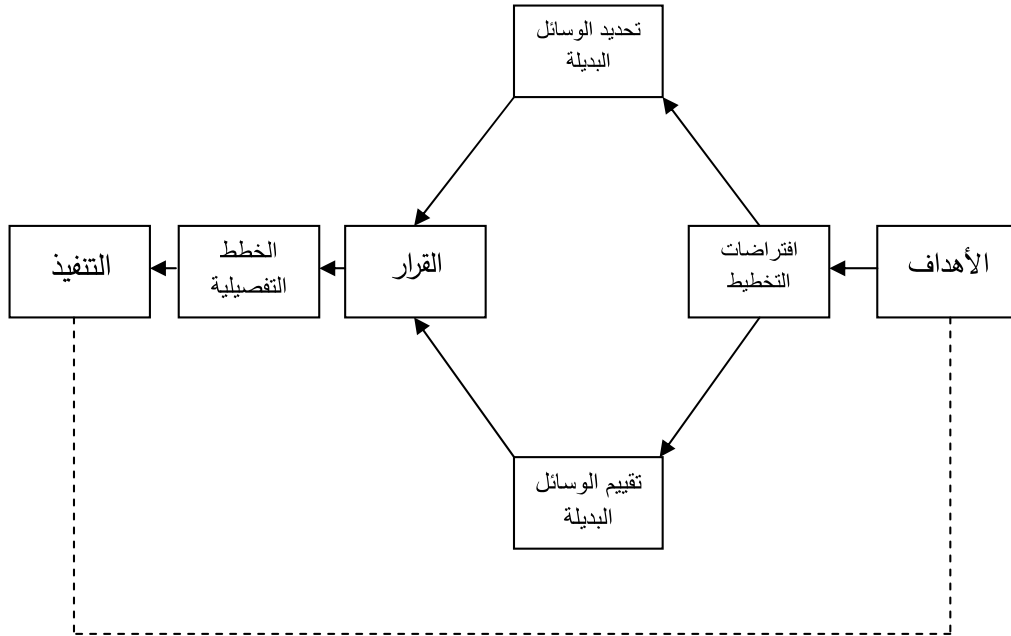 تحديد الوسائل
البديلة
الأهداف
افتراضات
التخطيط
القرار
الخطط
التفصيلية
التنفيذ
تقييم الوسائل
البديلة